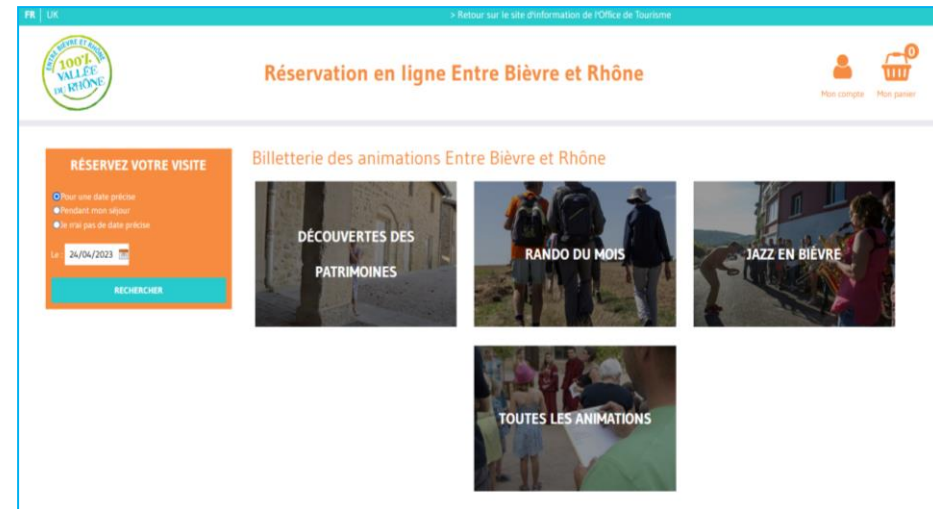 FR | UK
> Retour sur le site d'information de l'Office de Tourisme
ENTRE BIÈVRE ET RHÔNE
100%
VALLÉE
DU RHÔNE
Réservation en ligne Entre Bièvre et Rhône
0
Mon compte
Mon panier
RÉSERVEZ VOTRE VISITE
Pour une date précise
Pendant mon séjour
Je n'ai pas de date précise
Le : 24/04/2023
RECHERCHER
Billetterie des animations Entre Bièvre et Rhône
DÉCOUVERTES DES
PATRIMOINES
RANDO DU MOIS
JAZZ EN BIÈVRE
TOUTES LES ANIMATIONS